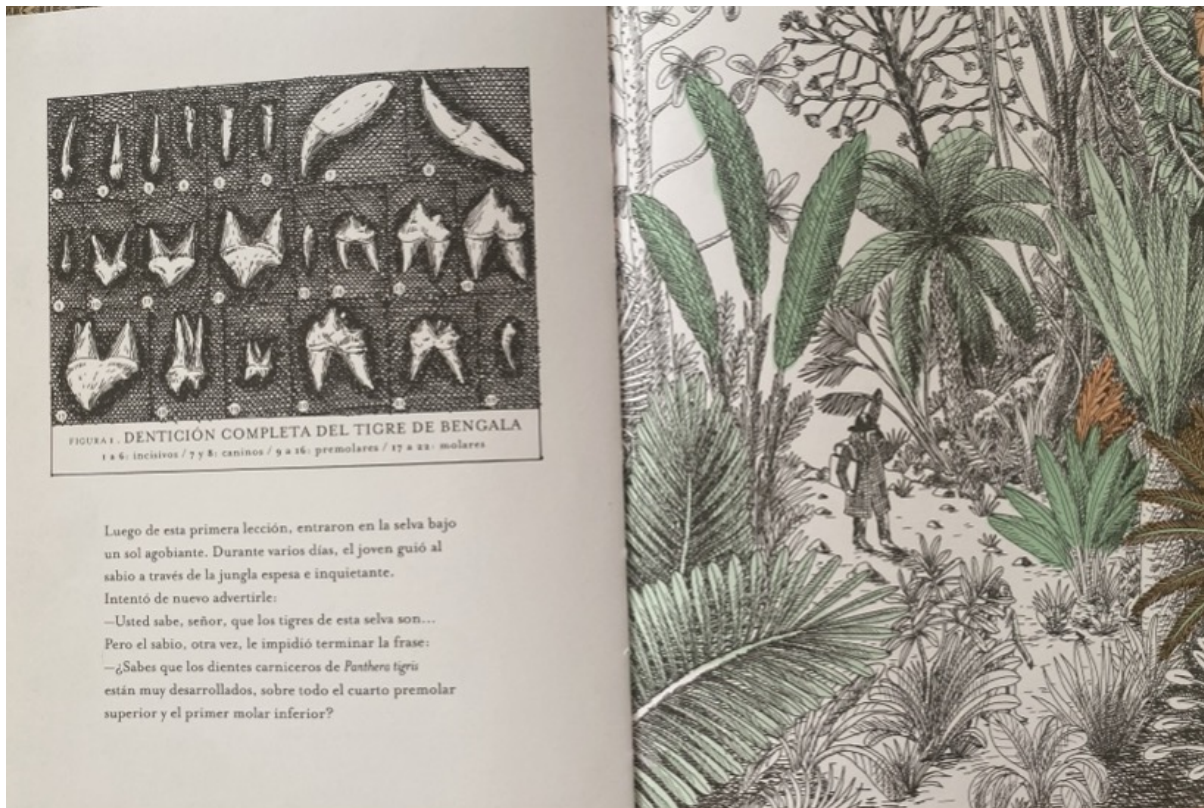 FIGURA 1. DENTICIÓN COMPLETA DEL TIGRE DE BENGALA
1 a 6: incisivos / 7 y 8: caninos / 9 a 16: premolares / 17 a 22: molares
Luego de esta primera lección, entraron en la selva bajo
un sol agobiante. Durante varios días, el joven guió al
sabio a través de la jungla espesa e inquietante.
Intentó de nuevo advertirle:
—Usted sabe, señor, que los tigres de esta selva son...
Pero el sabio, otra vez, le impidió terminar la frase:
—¿Sabes que los dientes carniceros de Panthera tigris
están muy desarrollados, sobre todo el cuarto premolar
superior y el primer molar inferior?